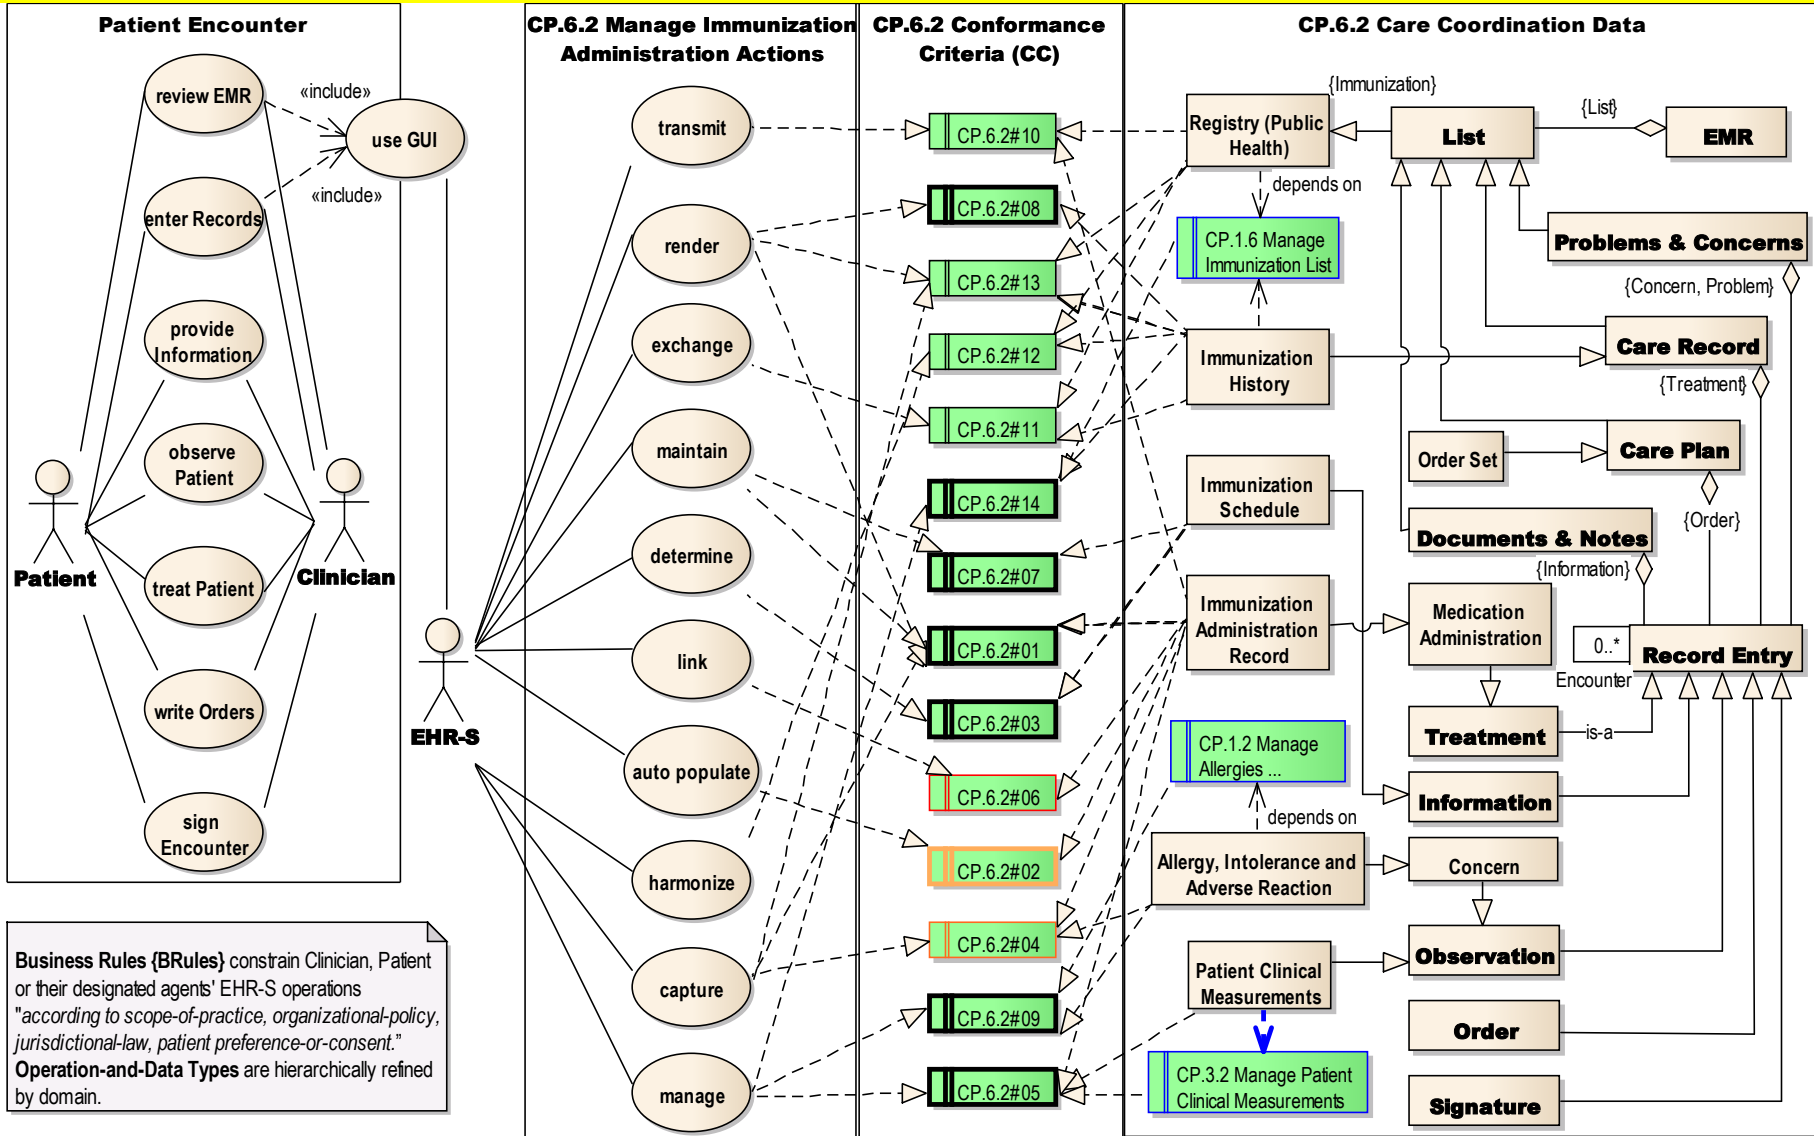 Patient Encounter
review EMR
«include»
use GUI
enter Records
«include»
provide
Information
observe
Patient
Patient
Clinician
treat Patient
write Orders
sign
Encounter
EHR-S
Business Rules {BRules} constrain Clinician, Patient
or their designated agents' EHR-S operations
"according to scope-of-practice, organizational-policy,
jurisdictional-law, patient preference-or-consent."
Operation-and-Data Types are hierarchically refined
by domain.
CP.6.2 Manage Immunization
Administration Actions
transmit
render
exchange
maintain
determine
link
auto populate
harmonize
capture
manage
CP.6.2 Conformance
Criteria (CC)
CP.6.2#10
CP.6.2#08
CP.6.2#13
CP.6.2#12
CP.6.2#11
CP.6.2#14
CP.6.2#07
CP.6.2#01
CP.6.2#03
CP.6.2#06
CP.6.2#02
CP.6.2#04
CP.6.2#09
CP.6.2#05
CP.6.2 Care Coordination Data
{Immunization}
Registry (Public
Health)
List
{List}
EMR
depends on
CP.1.6 Manage
Immunization List
Problems & Concerns
{Concern, Problem}
Immunization
History
Care Record
{Treatment}
Order Set
Care Plan
Immunization
Schedule
{Order}
Documents & Notes
{Information}
Immunization
Administration
Record
Medication
Administration
0..*
Record Entry
Encounter
Treatment
is-a
CP.1.2 Manage
Allergies ...
Information
depends on
Allergy, Intolerance and
Adverse Reaction
Concern
Patient Clinical
Measurements
Observation
Order
CP.3.2 Manage Patient
Clinical Measurements
Signature